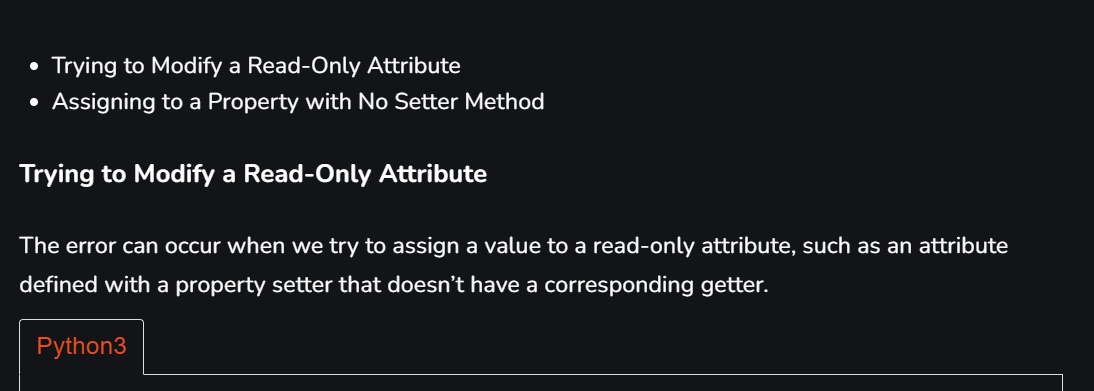 Trying to Modify a Read-Only Attribute
Assigning to a Property with No Setter Method
Trying to Modify a Read-Only Attribute
The error can occur when we try to assign a value to a read-only attribute, such as an attribute
defined with a property setter that doesn’t have a corresponding getter.
Python3